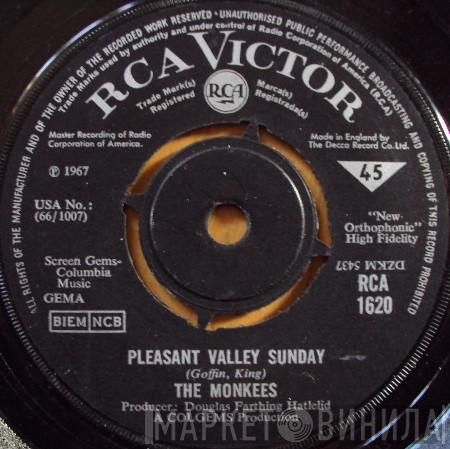 OF THE MANUFACTURER AND OF THE OWNER OF THE RECORDED WORK RESERVED · UNAUTHORISED PUBLIC PERFORMANCE BROADCASTING AND COPYING OF THIS RECORD PROHIBITED
ALL RIGHTS
Trade Marks used by authority and under control of Radio Corporation of America. (R.C.A)
RCA VICTOR
Trade Mark(s)
Registered
RCA
Marca(s)
Registrada(s)
Master Recording of Radio
Corporation of America.
Made in England by
The Decca Record Co. Ltd.
℗ 1967
45
USA No.:
(66/1007)
"New
Orthophonic"
High Fidelity
DZKM 5437
Screen Gems-
Columbia
Music
GEMA
RCA
1620
BIEM NCB
PLEASANT VALLEY SUNDAY
(Goffin, King)
THE MONKEES
Producer: Douglas Farthing Hatlelid
A COLGEMS Production
МАРКЕТ ВИНИЛА